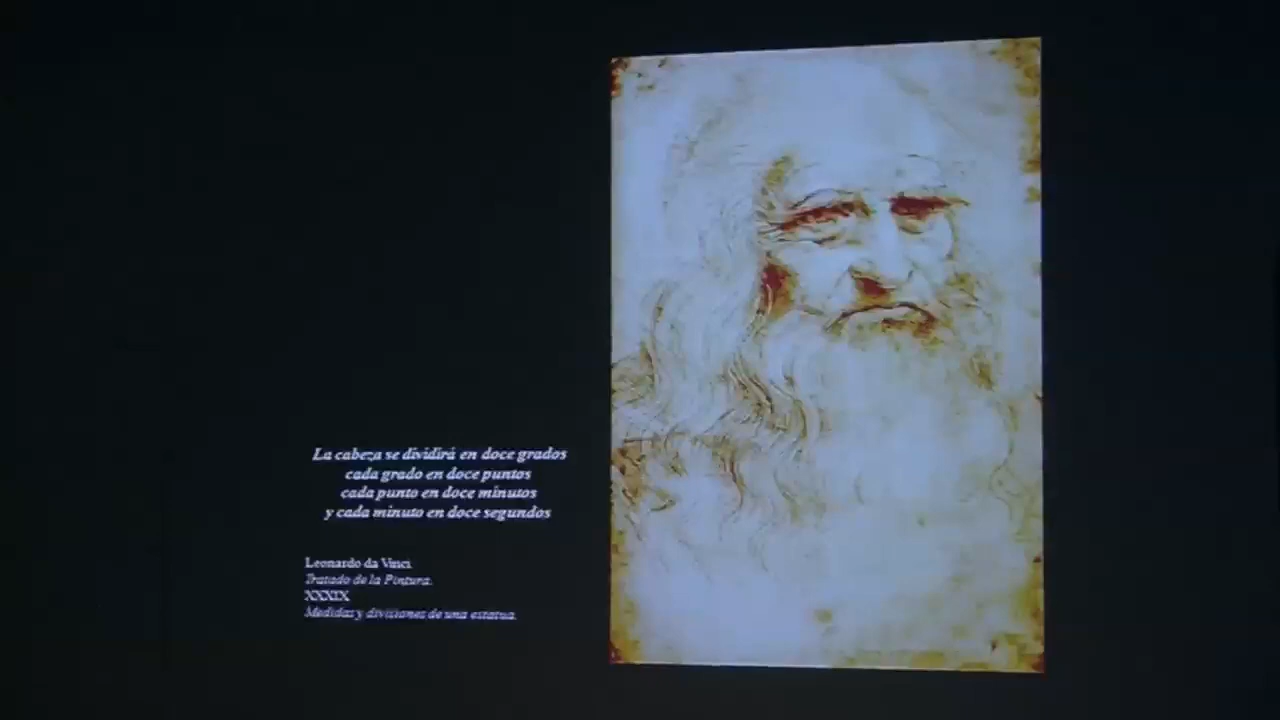 La cabeza se dividirá en doce grados
cada grado en doce puntos
cada punto en doce minutos
y cada minuto en doce segundos
Leonardo da Vinci
Tratado de la Pintura.
XXXIX
Medidas y divisiones de una estatua.